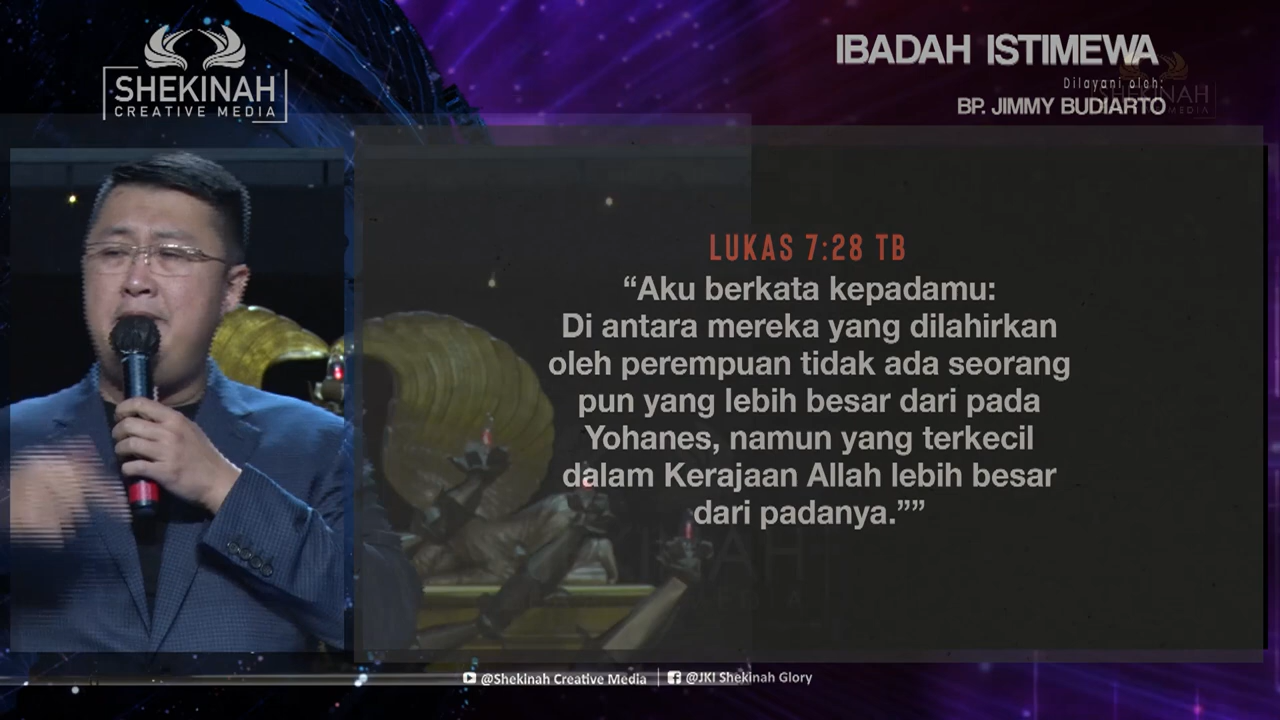 SHEKINAH
CREATIVE MEDIA
IBADAH ISTIMEWA
Dilayani oleh:
BP. JIMMY BUDIARTO
LUKAS 7:28 TB
“Aku berkata kepadamu:
Di antara mereka yang dilahirkan
oleh perempuan tidak ada seorang
pun yang lebih besar dari pada
Yohanes, namun yang terkecil
dalam Kerajaan Allah lebih besar
dari padanya.””
@Shekinah Creative Media
@JKI Shekinah Glory